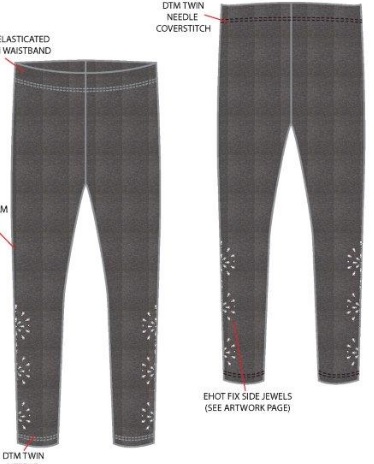 DTM TWIN
NEEDLE
COVERSTITCH
ELASTICATED
WAISTBAND
EHOT FIX SIDE JEWELS
(SEE ARTWORK PAGE)
DTM TWIN